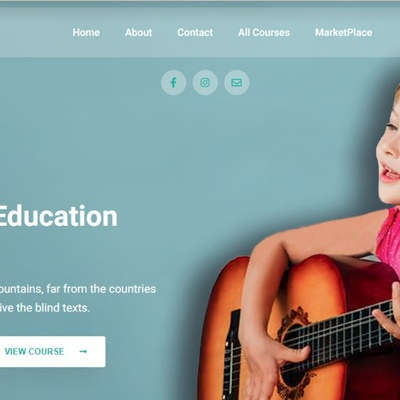 Home About Contact All Courses MarketPlace
Education
ountains, far from the countries
ive the blind texts.
VIEW COURSE